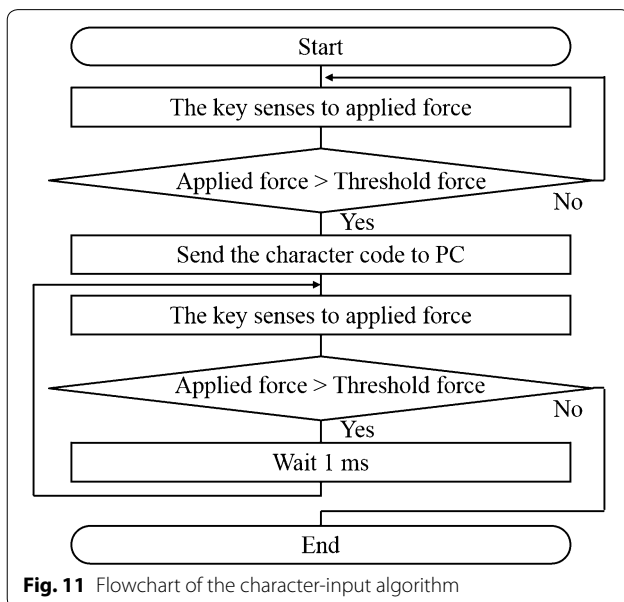 Start
The key senses to applied force
Applied force > Threshold force
No
Yes
Send the character code to PC
The key senses to applied force
Applied force > Threshold force
No
Yes
Wait 1 ms
End
Fig. 11 Flowchart of the character-input algorithm